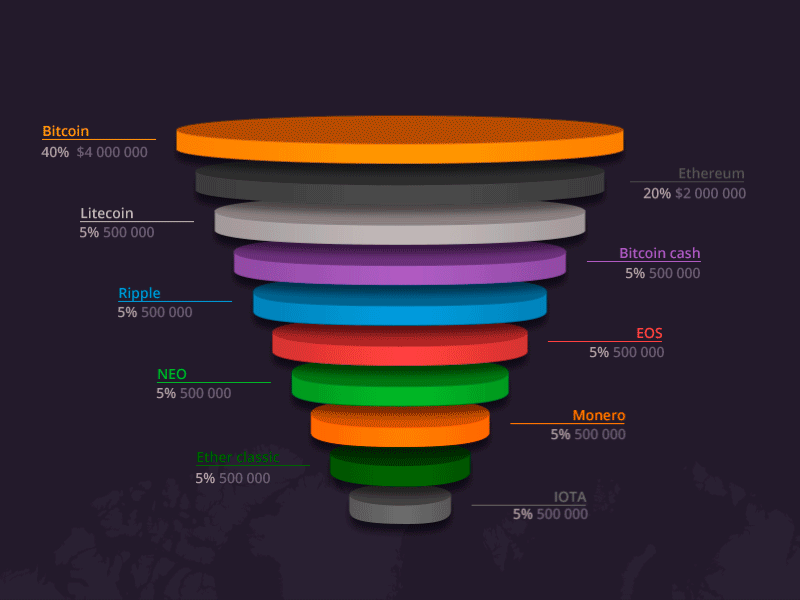 Bitcoin
40% $4 000 000
Ethereum
20% $2 000 000
Litecoin
5% 500 000
Bitcoin cash
5% 500 000
Ripple
5% 500 000
EOS
5% 500 000
NEO
5% 500 000
Monero
5% 500 000
Ether classic
5% 500 000
IOTA
5% 500 000